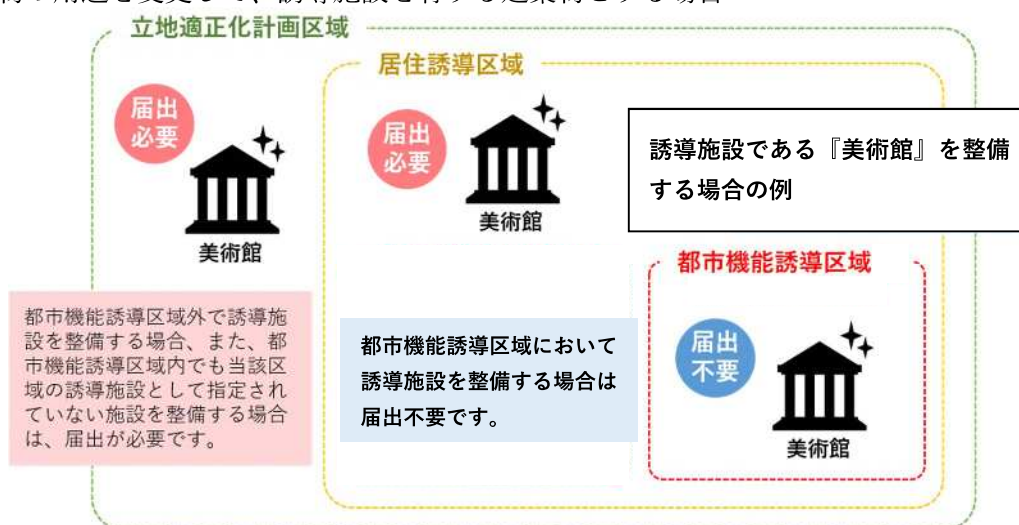 立地適正化計画区域
居住誘導区域
届出
必要
美術館
届出
必要
美術館
誘導施設である『美術館』を整備
する場合の例
都市機能誘導区域
届出
不要
美術館
都市機能誘導区域外で誘導施
設を整備する場合、また、都
市機能誘導区域内でも当該区
域の誘導施設として指定され
ていない施設を整備する場合
は、届出が必要です。
都市機能誘導区域において
誘導施設を整備する場合は
届出不要です。